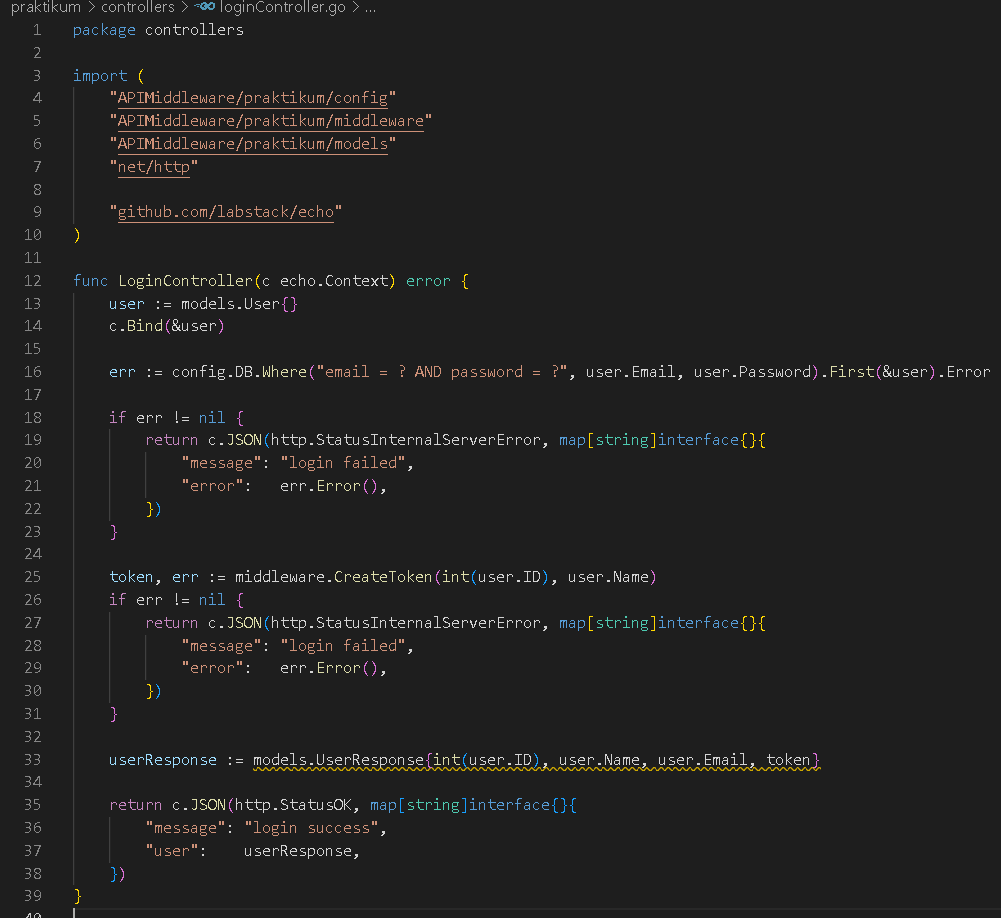 praktikum > controllers > loginController.go > ...
1 package controllers
2
3 import (
4     "APIMiddleware/praktikum/config"
5     "APIMiddleware/praktikum/middleware"
6     "APIMiddleware/praktikum/models"
7     "net/http"
8
9     "github.com/labstack/echo"
10 )
11
12 func LoginController(c echo.Context) error {
13     user := models.User{}
14     c.Bind(&user)
15
16     err := config.DB.Where("email = ? AND password = ?", user.Email, user.Password).First(&user).Error
17
18     if err != nil {
19         return c.JSON(http.StatusInternalServerError, map[string]interface{}{
20             "message": "login failed",
21             "error":   err.Error(),
22         })
23     }
24
25     token, err := middleware.CreateToken(int(user.ID), user.Name)
26     if err != nil {
27         return c.JSON(http.StatusInternalServerError, map[string]interface{}{
28             "message": "login failed",
29             "error":   err.Error(),
30         })
31     }
32
33     userResponse := models.UserResponse{int(user.ID), user.Name, user.Email, token}
34
35     return c.JSON(http.StatusOK, map[string]interface{}{
36         "message": "login success",
37         "user":    userResponse,
38     })
39 }
40